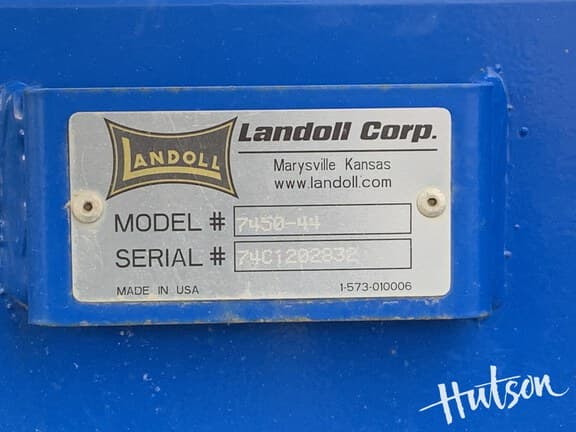 LANDOLL
Landoll Corp.
Marysville Kansas
www.landoll.com
MODEL # 7450-44
SERIAL # 74C1202832
MADE IN USA
1-573-010006
Hutson